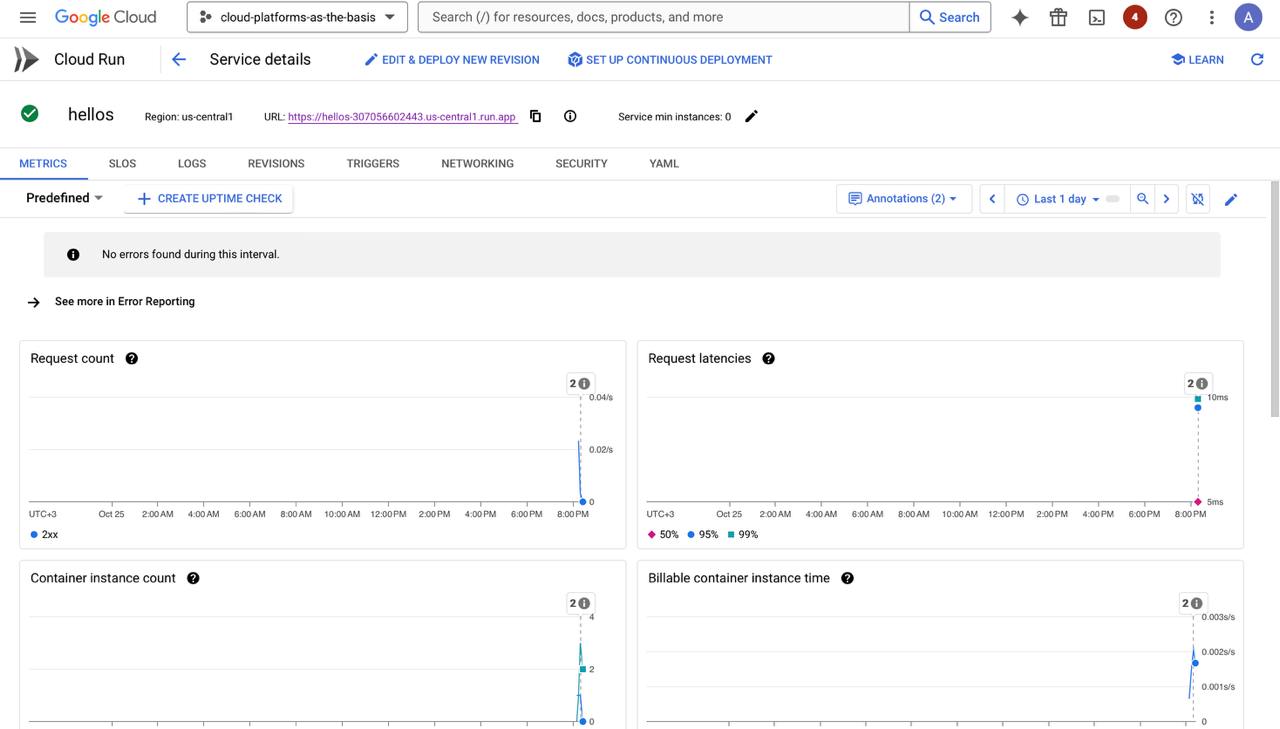 Google Cloud
cloud-platforms-as-the-basis
Search (/) for resources, docs, products, and more
Search
4
A
Cloud Run
Service details
EDIT & DEPLOY NEW REVISION
SET UP CONTINUOUS DEPLOYMENT
LEARN
hellos
Region: us-central1
URL: https://hellos-307056602443.us-central1.run.app
Service min instances: 0
METRICS
SLOS
LOGS
REVISIONS
TRIGGERS
NETWORKING
SECURITY
YAML
Predefined
CREATE UPTIME CHECK
Annotations (2)
Last 1 day
No errors found during this interval.
See more in Error Reporting
Request count
2
0.04/s
0.02/s
0
UTC+3 Oct 25 2:00 AM 4:00 AM 6:00 AM 8:00 AM 10:00 AM 12:00 PM 2:00 PM 4:00 PM 6:00 PM 8:00 PM
2xx
Request latencies
2
10ms
5ms
UTC+3 Oct 25 2:00 AM 4:00 AM 6:00 AM 8:00 AM 10:00 AM 12:00 PM 2:00 PM 4:00 PM 6:00 PM 8:00 PM
50% 95% 99%
Container instance count
2
4
2
0
Billable container instance time
2
0.003s/s
0.002s/s
0.001s/s
0